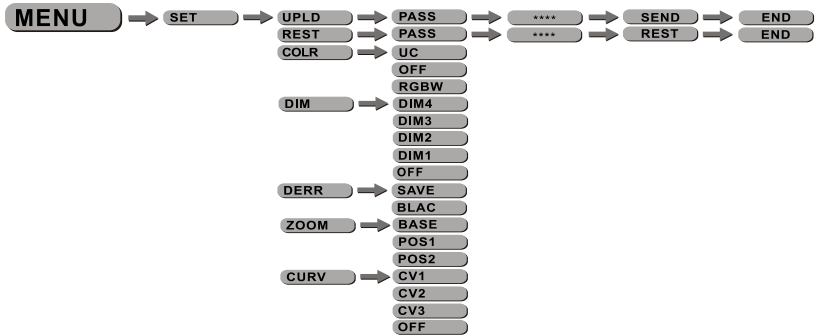 MENU SET UPLD PASS **** SEND END
REST PASS **** REST END
COLR UC
OFF
RGBW
DIM DIM4
DIM3
DIM2
DIM1
OFF
DERR SAVE
BLAC
ZOOM BASE
POS1
POS2
CURV CV1
CV2
CV3
OFF